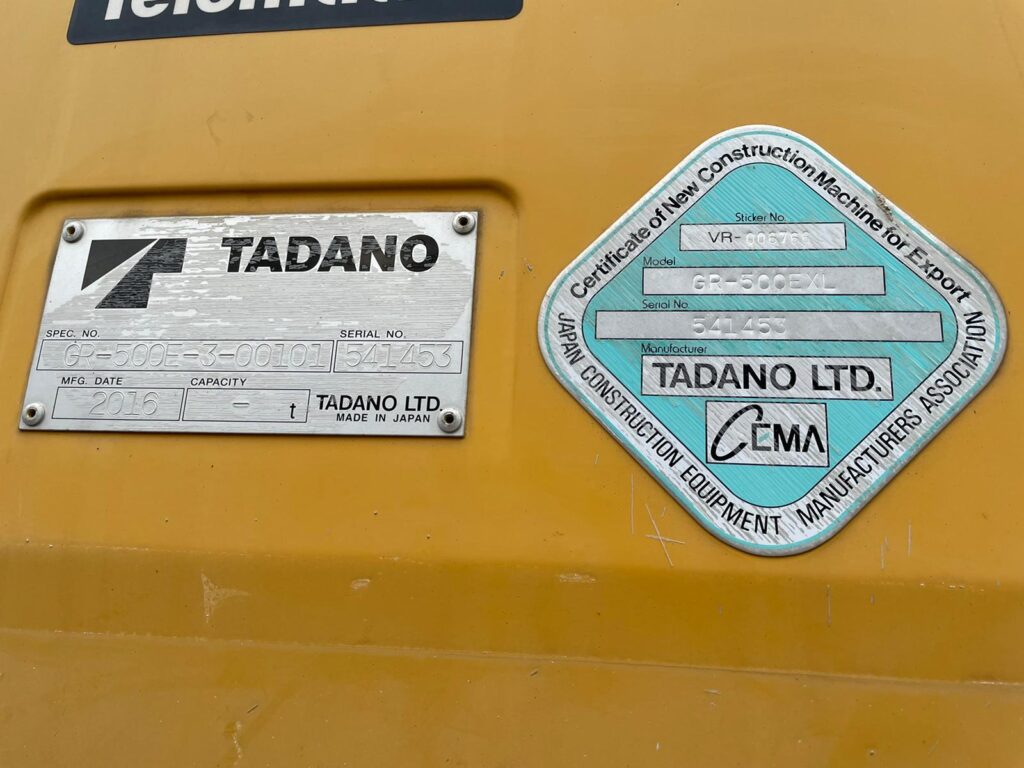 TADANO
SPEC. NO. SERIAL NO.
GR-500E-3-00101 541453
MFG. DATE CAPACITY
2016 - t
TADANO LTD.
MADE IN JAPAN
Certificate of New Construction Machine for Export
Sticker No.
VR-
Model
GR-500EXL
Serial No.
541453
Manufacturer
TADANO LTD.
CEMA
JAPAN CONSTRUCTION EQUIPMENT MANUFACTURERS ASSOCIATION